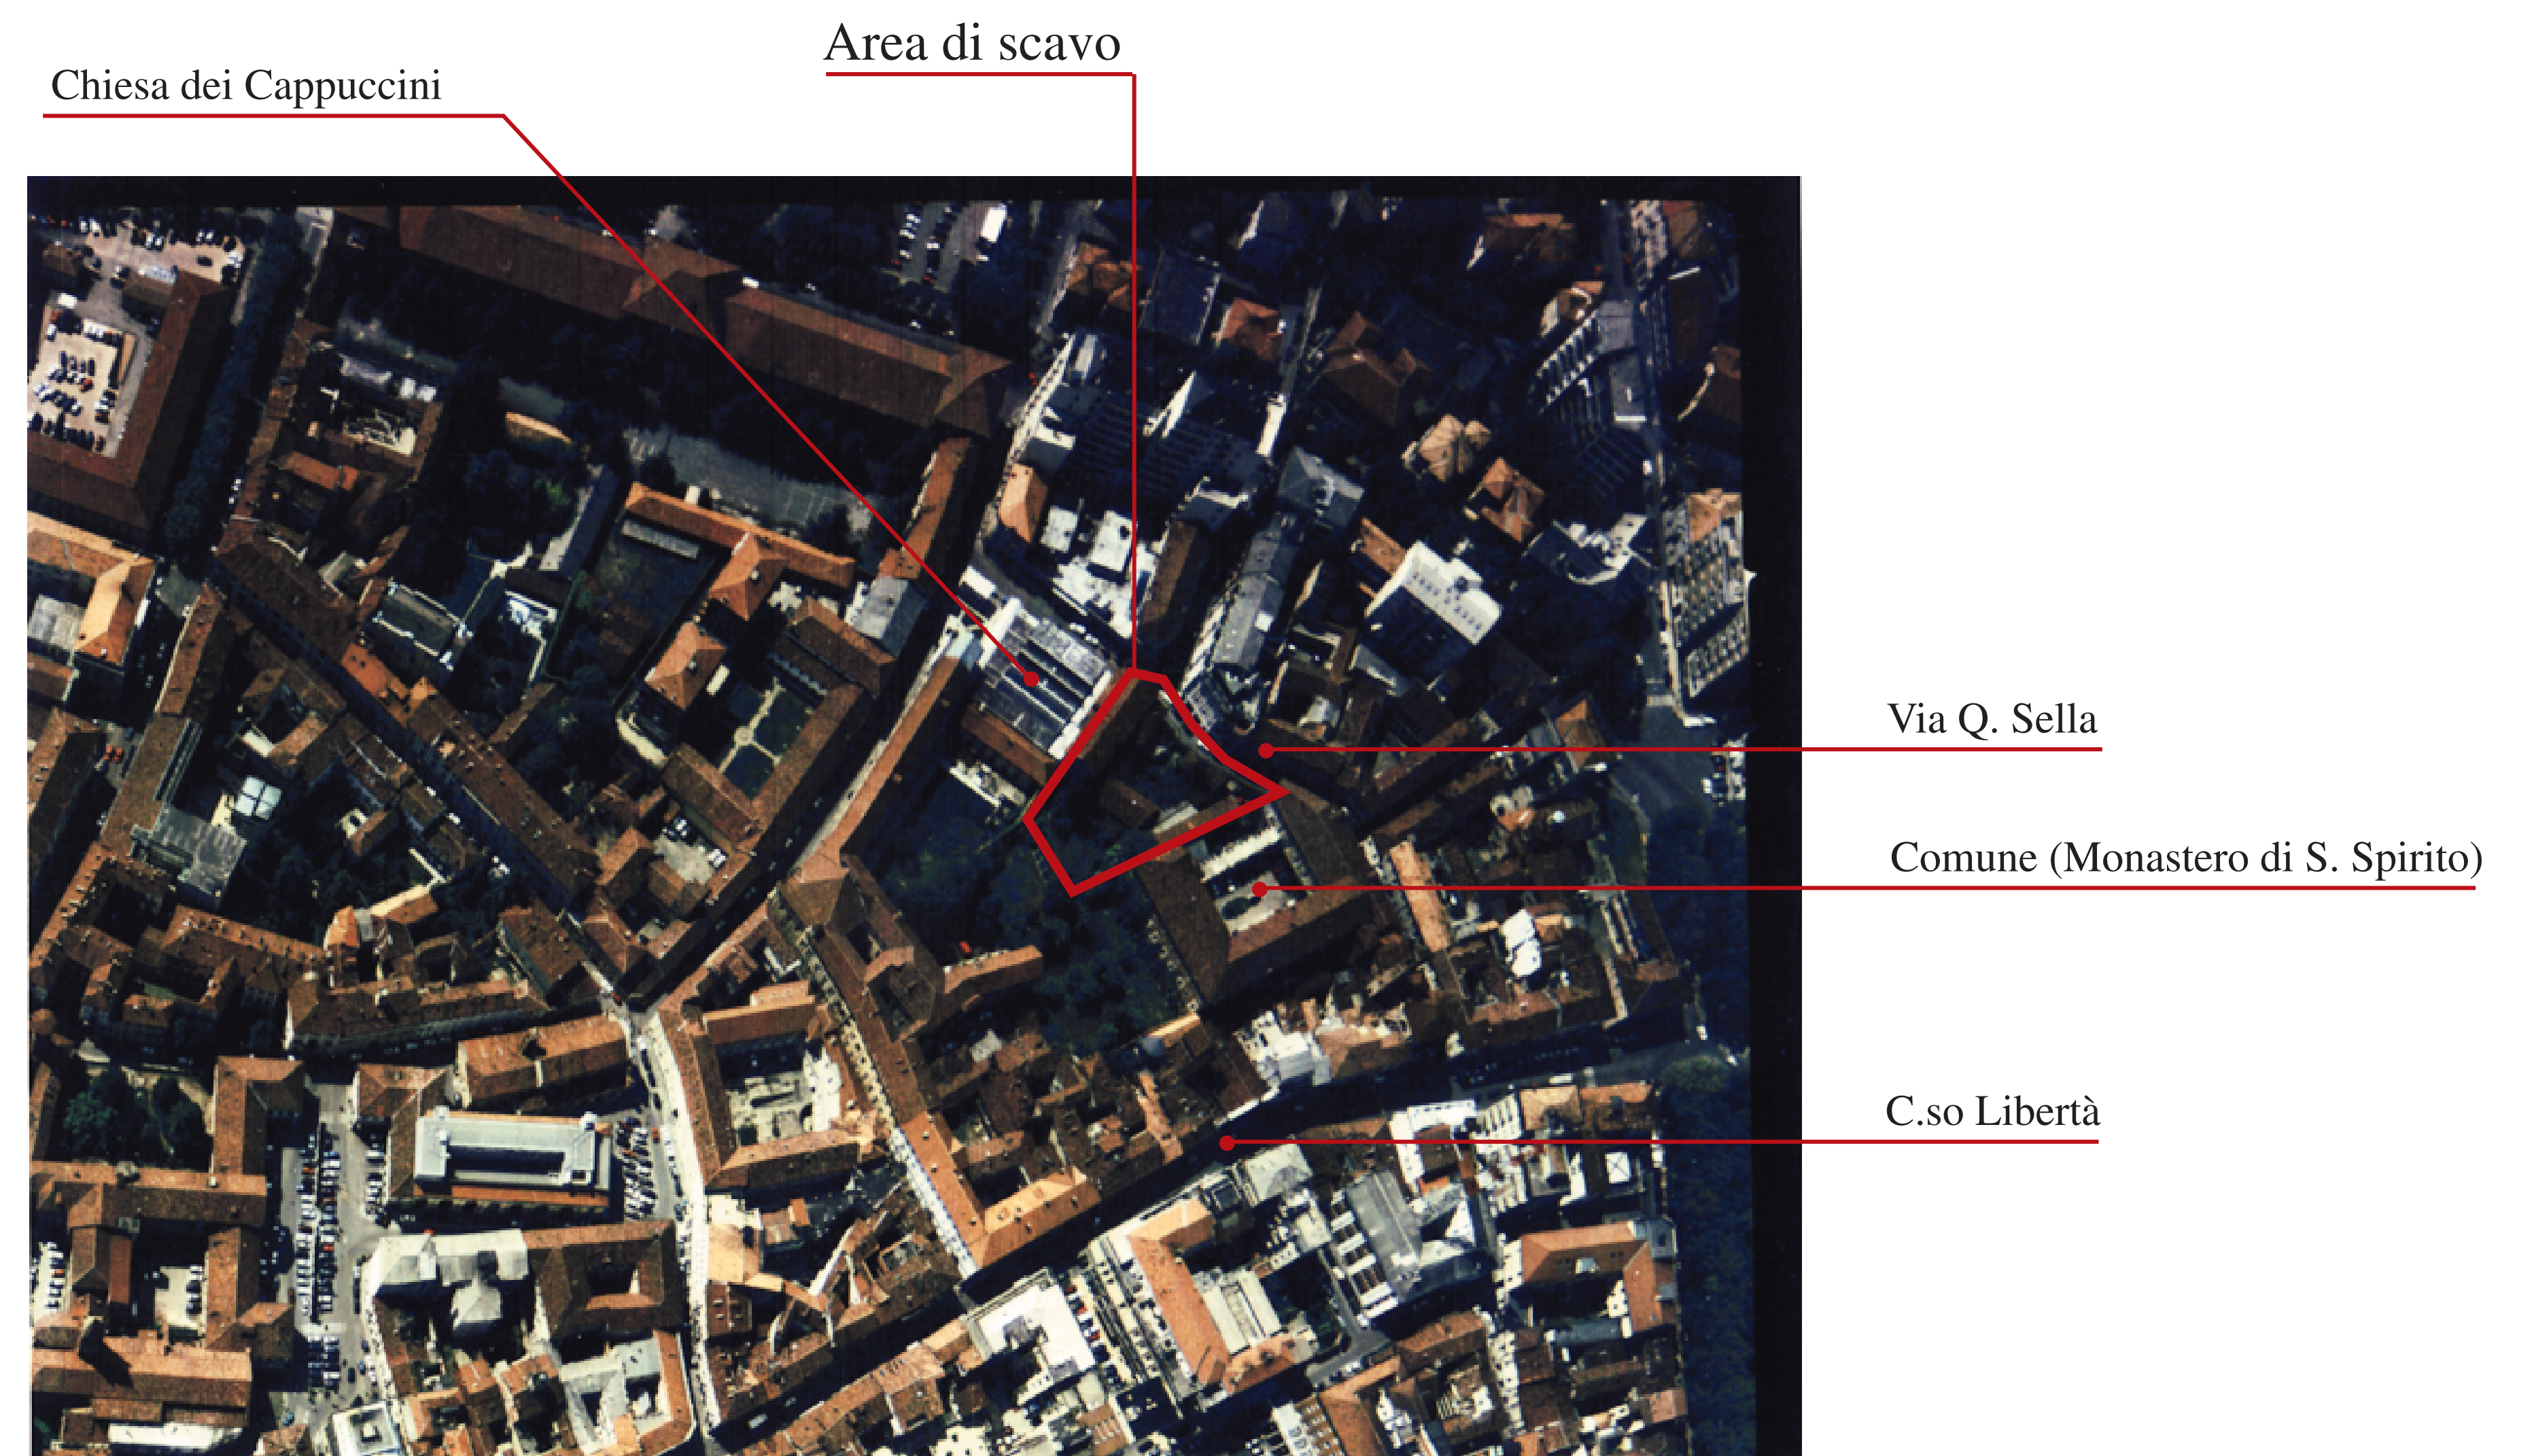 Area di scavo
Chiesa dei Cappuccini
Via Q. Sella
Comune (Monastero di S. Spirito)
C.so Libertà